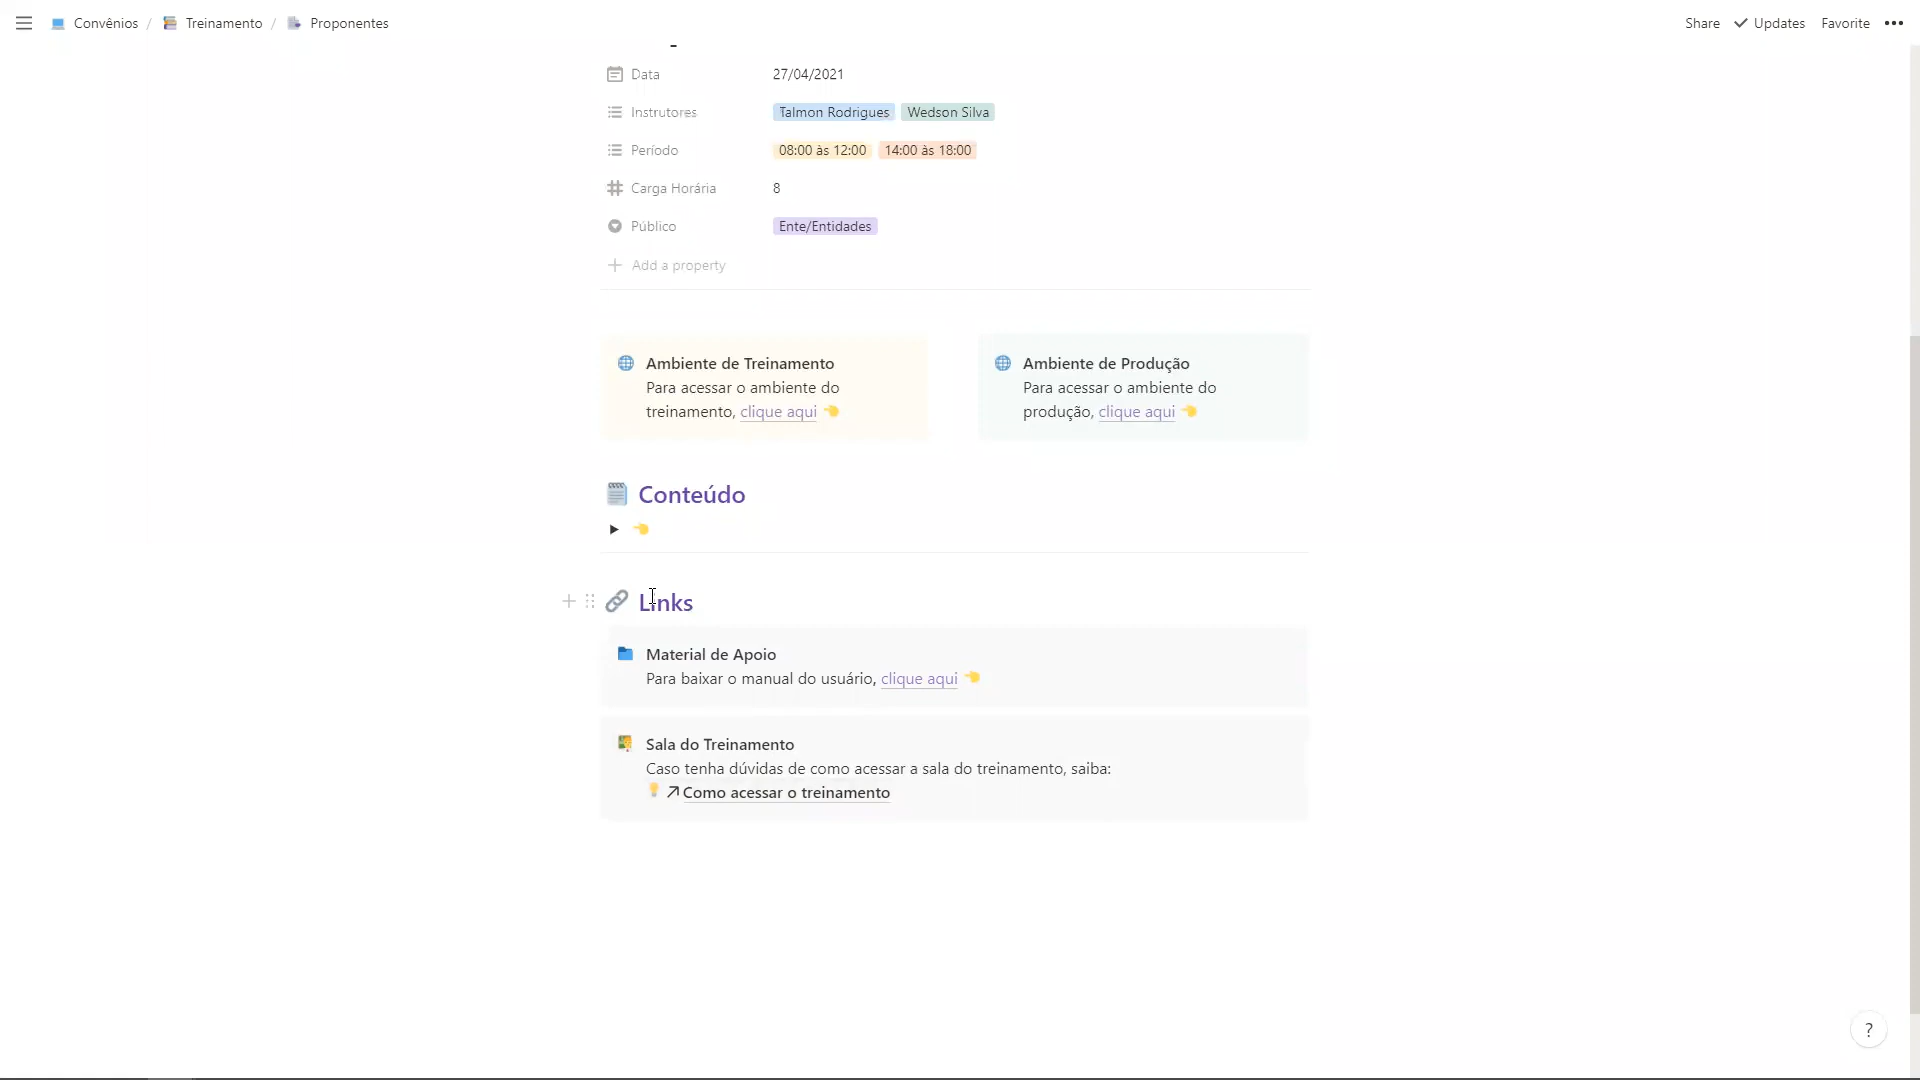 Convênios / Treinamento / Proponentes
Share Updates Favorite
Data 27/04/2021
Instrutores Talmon Rodrigues Wedson Silva
Período 08:00 às 12:00 14:00 às 18:00
Carga Horária 8
Público Ente/Entidades
Add a property
Ambiente de Treinamento
Para acessar o ambiente do
treinamento, clique aqui
Ambiente de Produção
Para acessar o ambiente do
produção, clique aqui
Conteúdo
Links
Material de Apoio
Para baixar o manual do usuário, clique aqui
Sala do Treinamento
Caso tenha dúvidas de como acessar a sala do treinamento, saiba:
Como acessar o treinamento
?